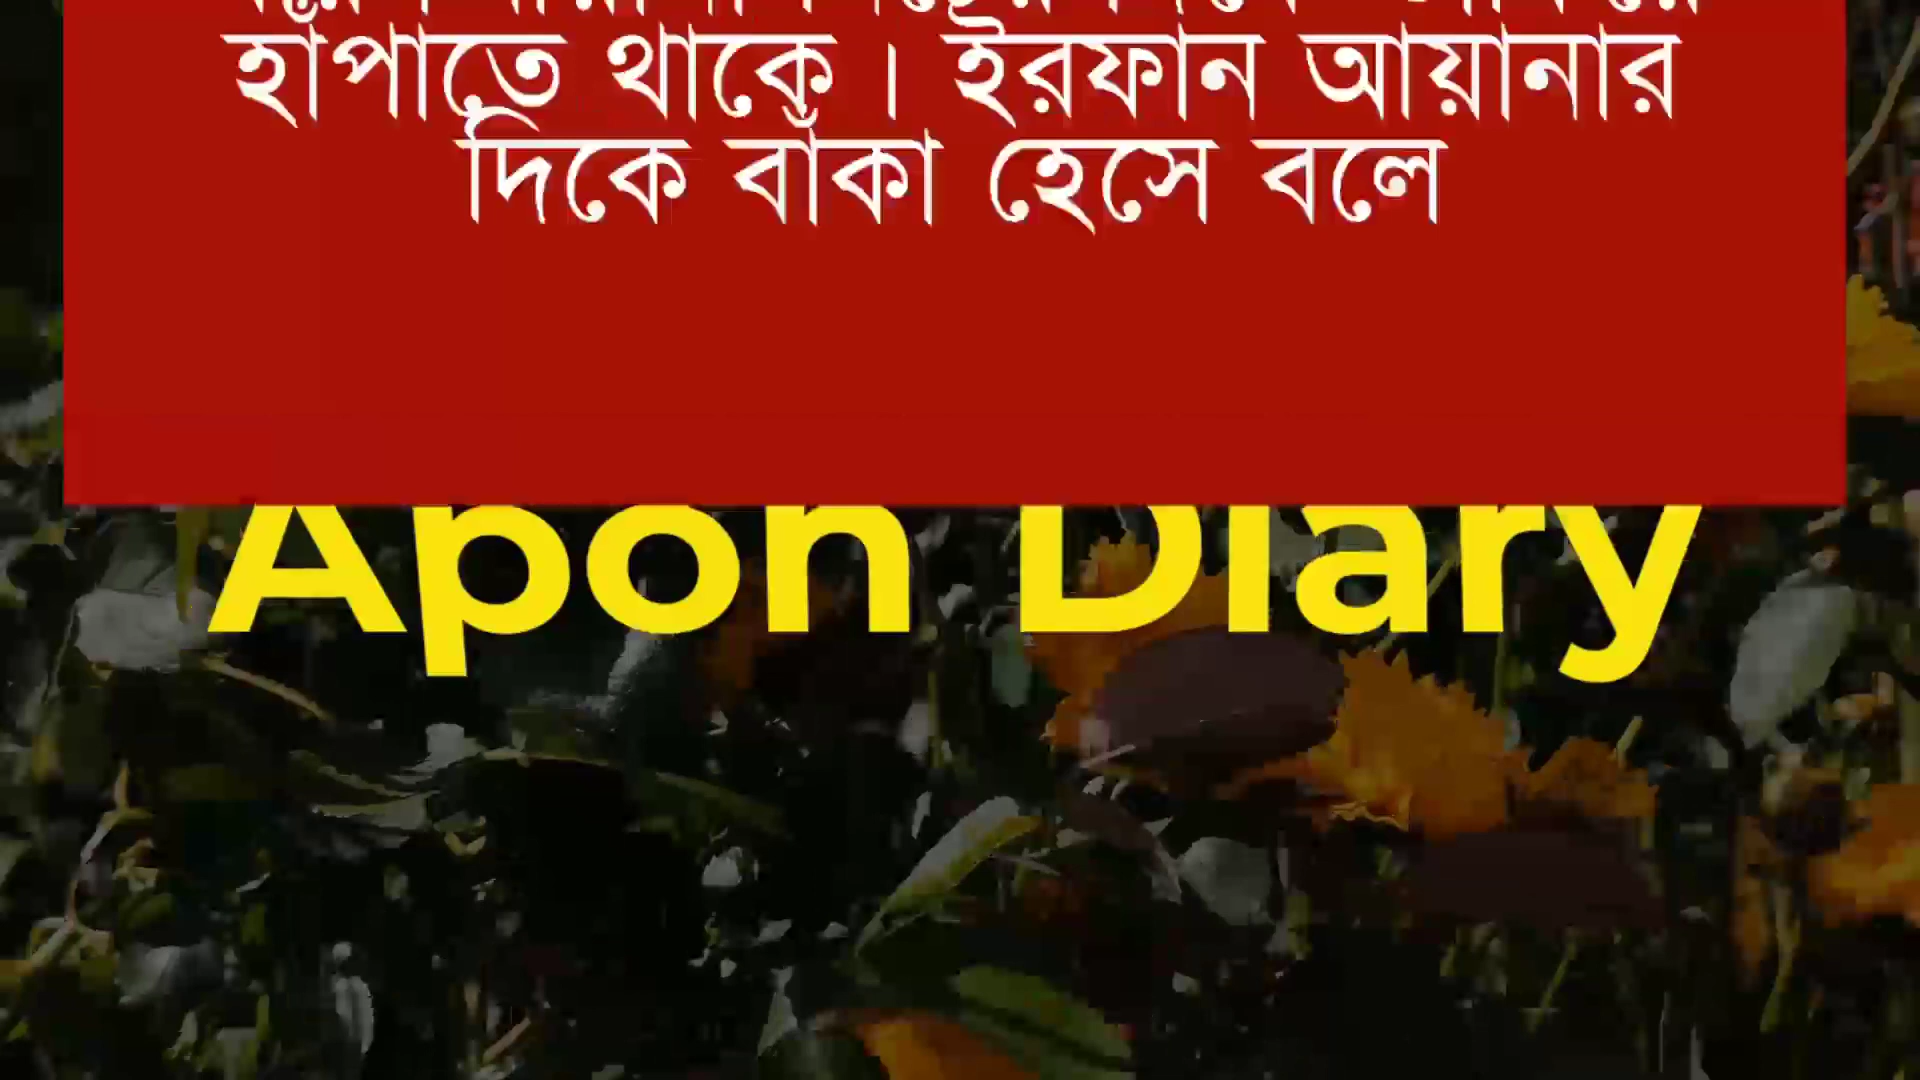 হাঁপাতে থাকে । ইরফান আয়ানার
দিকে বাঁকা হেসে বলে
Apon Diary